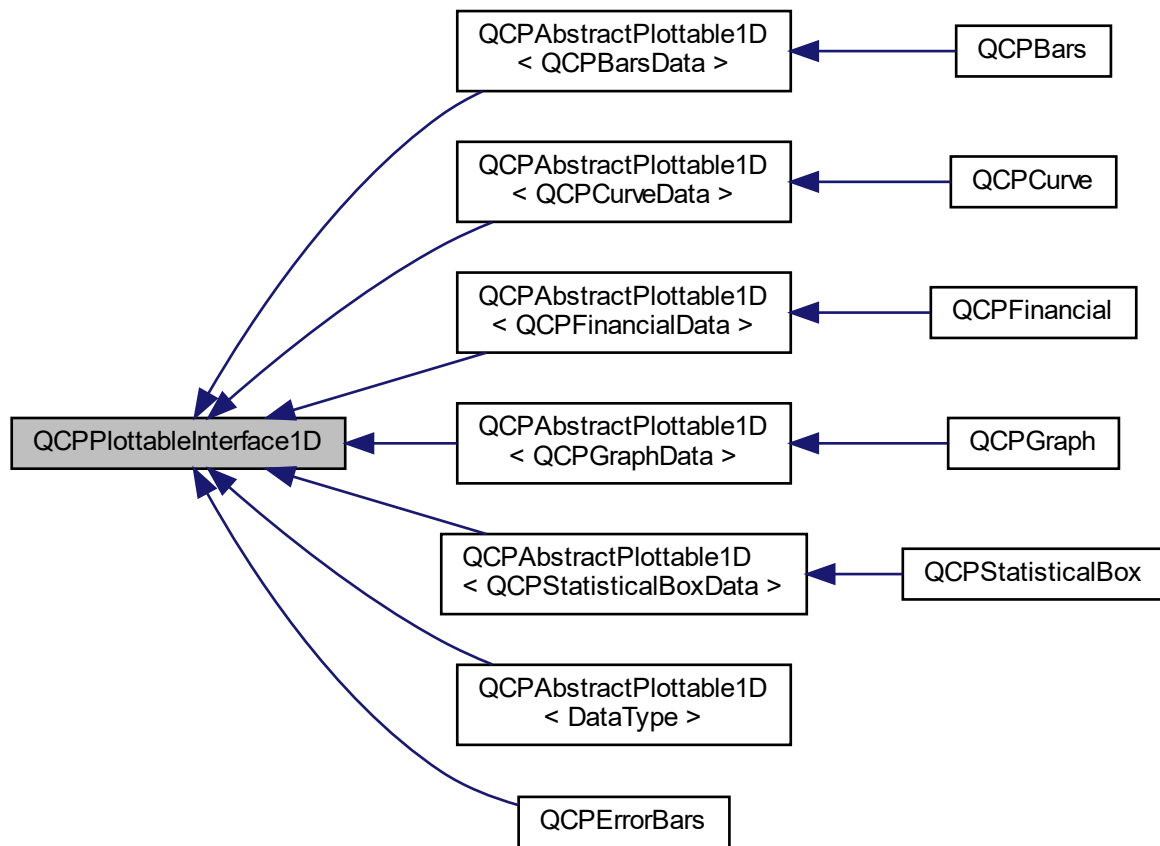 QCPAbstractPlottable1D
< QCPBarsData >
QCPBars
QCPAbstractPlottable1D
< QCPCurveData >
QCPCurve
QCPAbstractPlottable1D
< QCPFinancialData >
QCPFinancial
QCPPlottableInterface1D
QCPAbstractPlottable1D
< QCPGraphData >
QCPGraph
QCPAbstractPlottable1D
< QCPStatisticalBoxData >
QCPStatisticalBox
QCPAbstractPlottable1D
< DataType >
QCPErrorBars